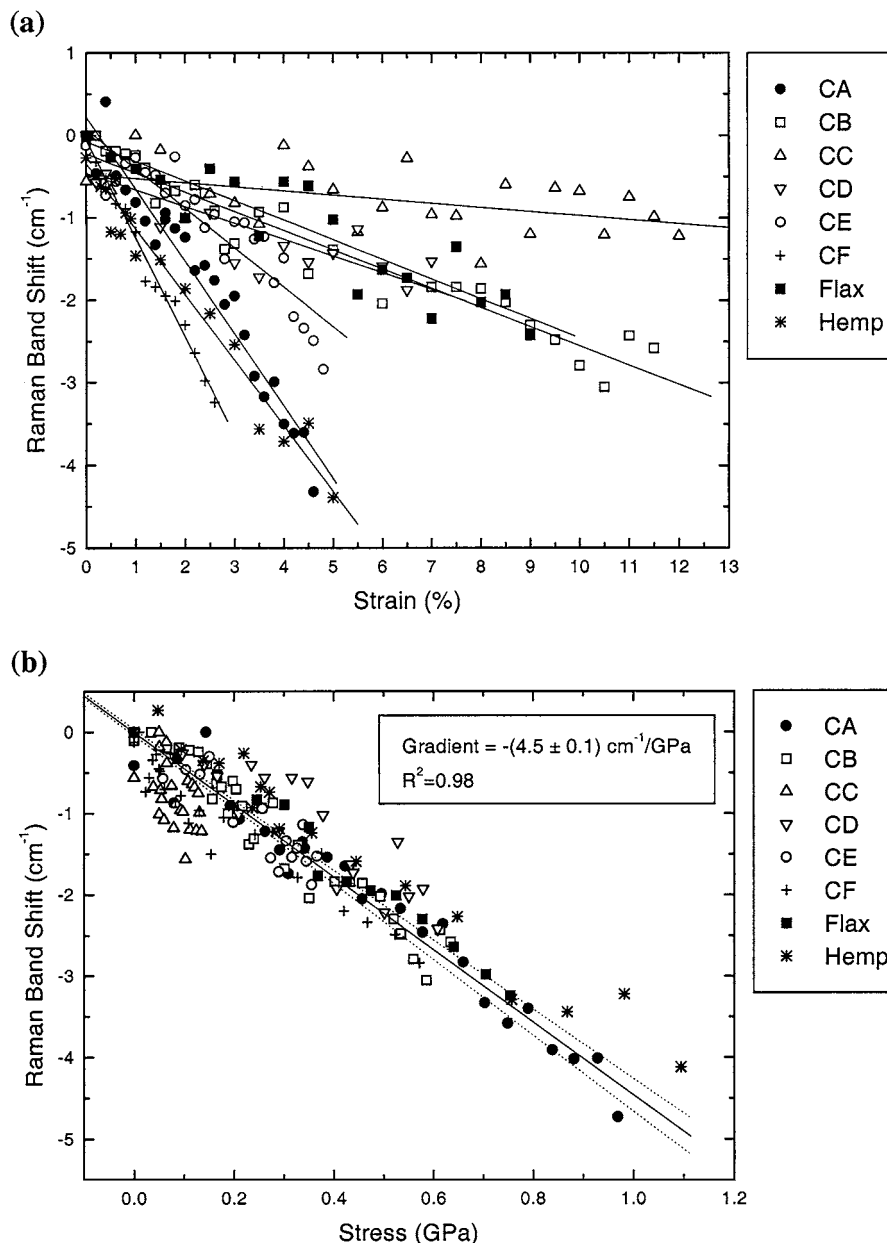 (a)
1
0
-1
-2
-3
-4
-5
Raman Band Shift (cm⁻¹)
0 1 2 3 4 5 6 7 8 9 10 11 12 13
Strain (%)
CA
CB
CC
CD
CE
CF
Flax
Hemp
(b)
0
-1
-2
-3
-4
-5
Raman Band Shift (cm⁻¹)
Gradient = -(4.5 ± 0.1) cm⁻¹/GPa
R²=0.98
0.0 0.2 0.4 0.6 0.8 1.0 1.2
Stress (GPa)
CA
CB
CC
CD
CE
CF
Flax
Hemp